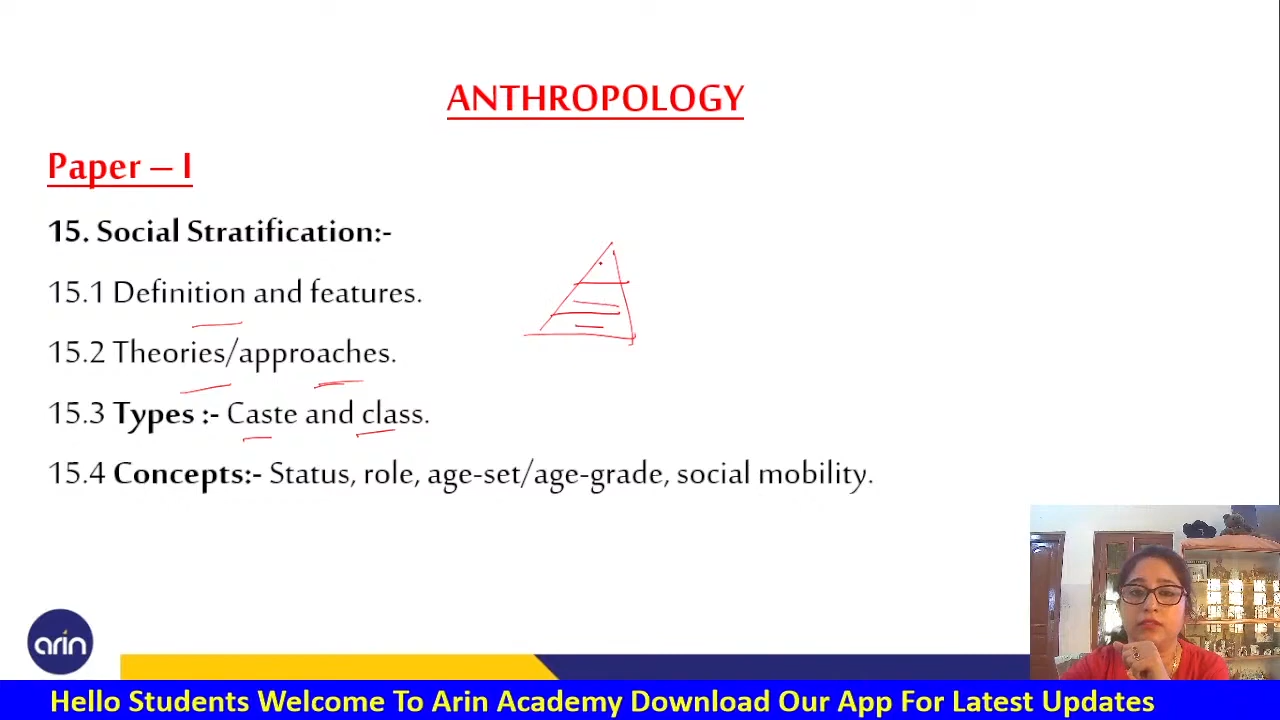 ANTHROPOLOGY
Paper – I
15. Social Stratification:-
15.1 Definition and features.
15.2 Theories/approaches.
15.3 Types :- Caste and class.
15.4 Concepts:- Status, role, age-set/age-grade, social mobility.
arin
Hello Students Welcome To Arin Academy Download Our App For Latest Updates